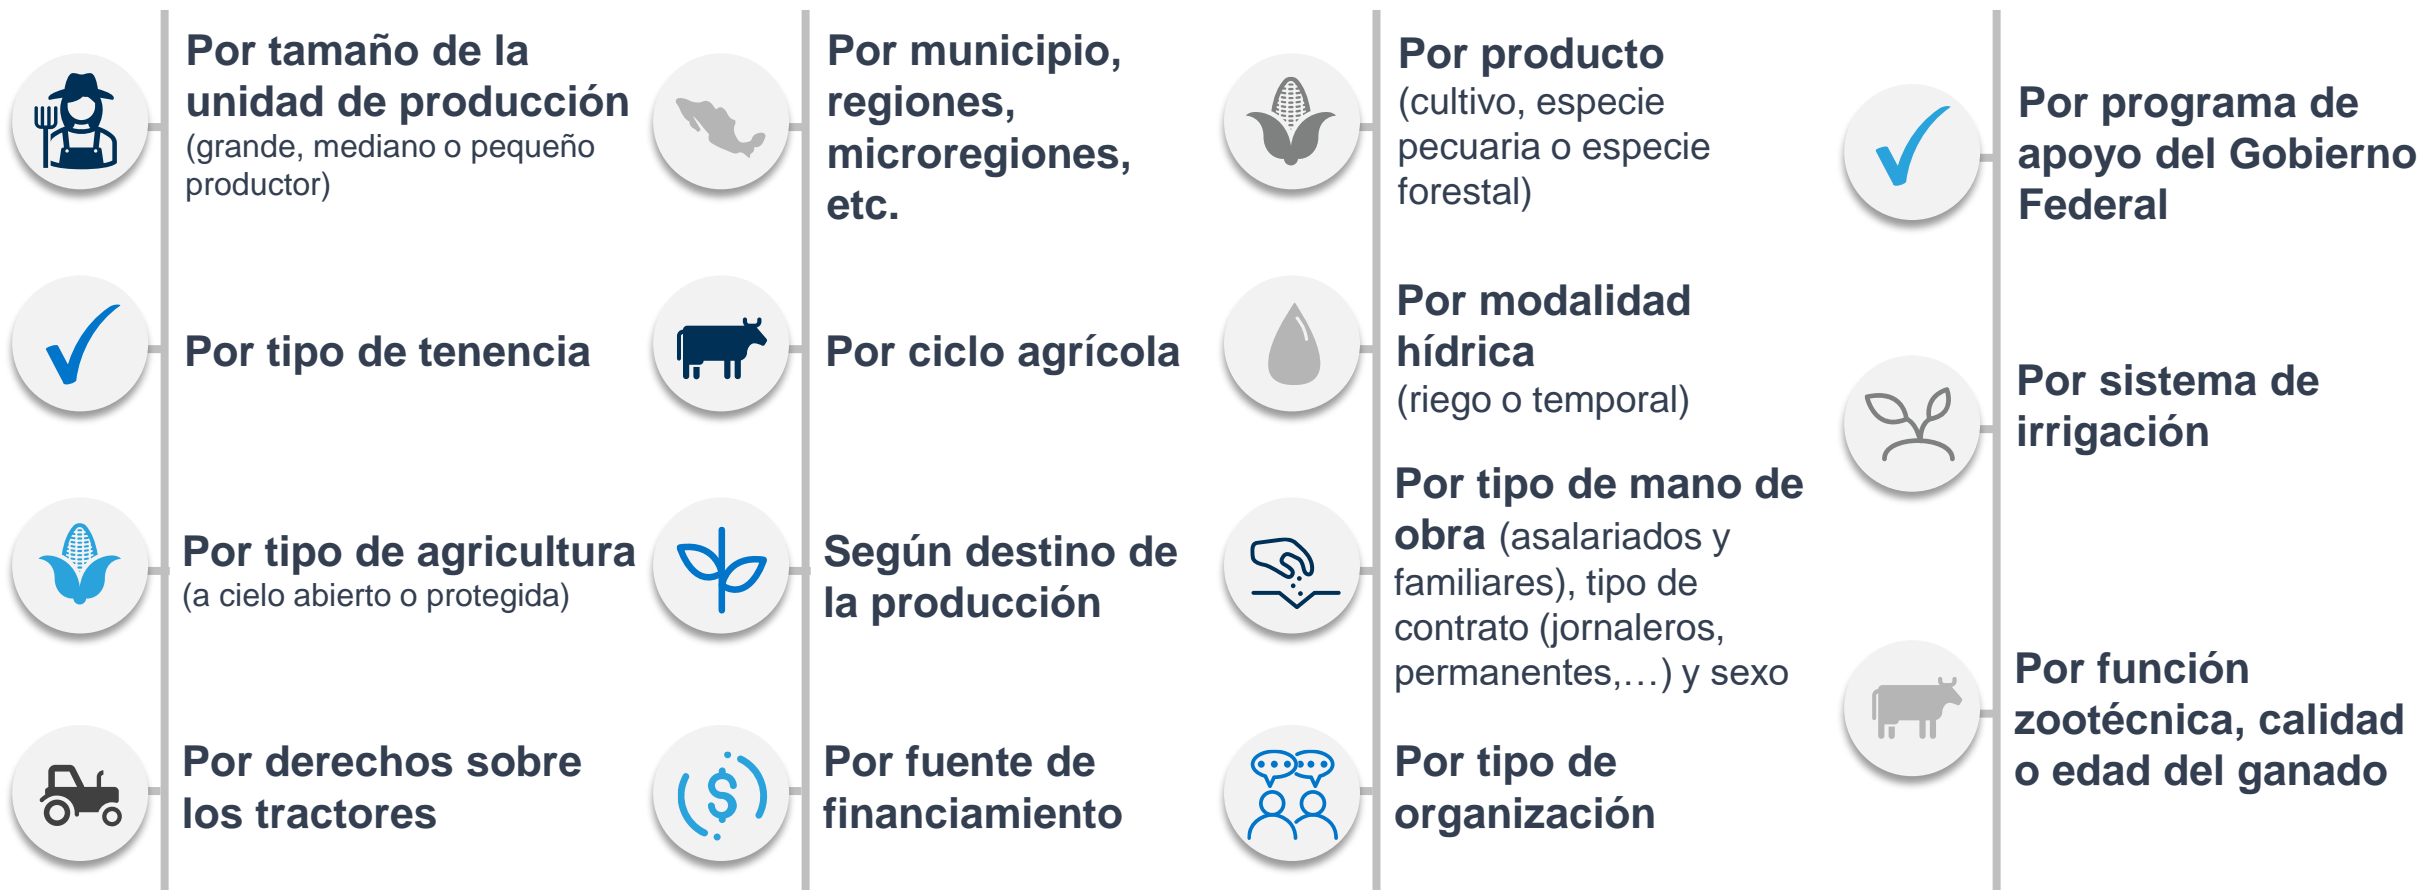 Por tamaño de la
unidad de producción
(grande, mediano o pequeño
productor)
Por tipo de tenencia
Por tipo de agricultura
(a cielo abierto o protegida)
Por derechos sobre
los tractores
Por municipio,
regiones,
microregiones,
etc.
Por ciclo agrícola
Según destino de
la producción
Por fuente de
financiamiento
Por producto
(cultivo, especie
pecuaria o especie
forestal)
Por modalidad
hídrica
(riego o temporal)
Por tipo de mano de
obra (asalariados y
familiares), tipo de
contrato (jornaleros,
permanentes,…) y sexo
Por tipo de
organización
Por programa de
apoyo del Gobierno
Federal
Por sistema de
irrigación
Por función
zootécnica, calidad
o edad del ganado